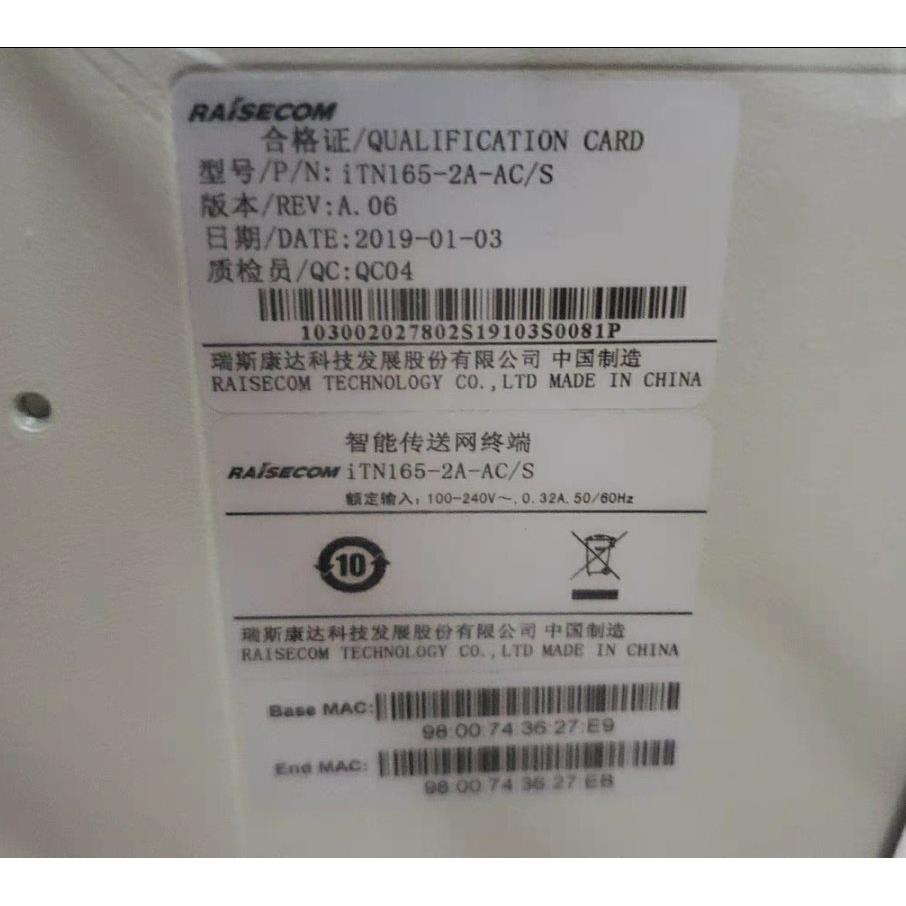 RAISECOM
合格证/QUALIFICATION CARD
型号/P/N: iTN165-2A-AC/S
版本/REV:A.06
日期/DATE:2019-01-03
质检员/QC:QC04
103002027802S19103S0081P
瑞斯康达科技发展股份有限公司 中国制造
RAISECOM TECHNOLOGY CO.,LTD MADE IN CHINA
智能传送网终端
RAISECOM iTN165-2A-AC/S
额定输入: 100-240V～, 0.32A, 50/60Hz
10
瑞斯康达科技发展股份有限公司 中国制造
RAISECOM TECHNOLOGY CO.,LTD MADE IN CHINA
Base MAC:
98:00:74:36:27:E9
End MAC:
98:00:74:36:27:EB